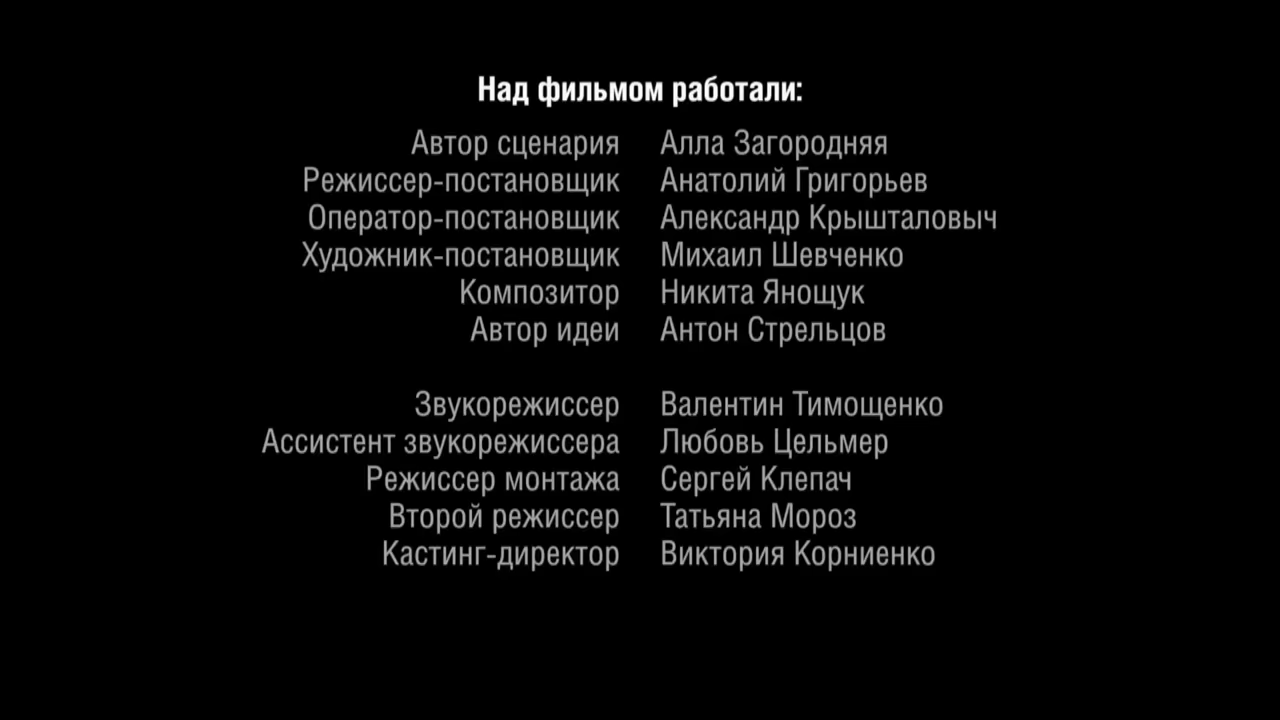 Над фильмом работали:
Автор сценария Алла Загородняя
Режиссер-постановщик Анатолий Григорьев
Оператор-постановщик Александр Крышталовыч
Художник-постановщик Михаил Шевченко
Композитор Никита Янощук
Автор идеи Антон Стрельцов
Звукорежиссер Валентин Тимощенко
Ассистент звукорежиссера Любовь Цельмер
Режиссер монтажа Сергей Клепач
Второй режиссер Татьяна Мороз
Кастинг-директор Виктория Корниенко